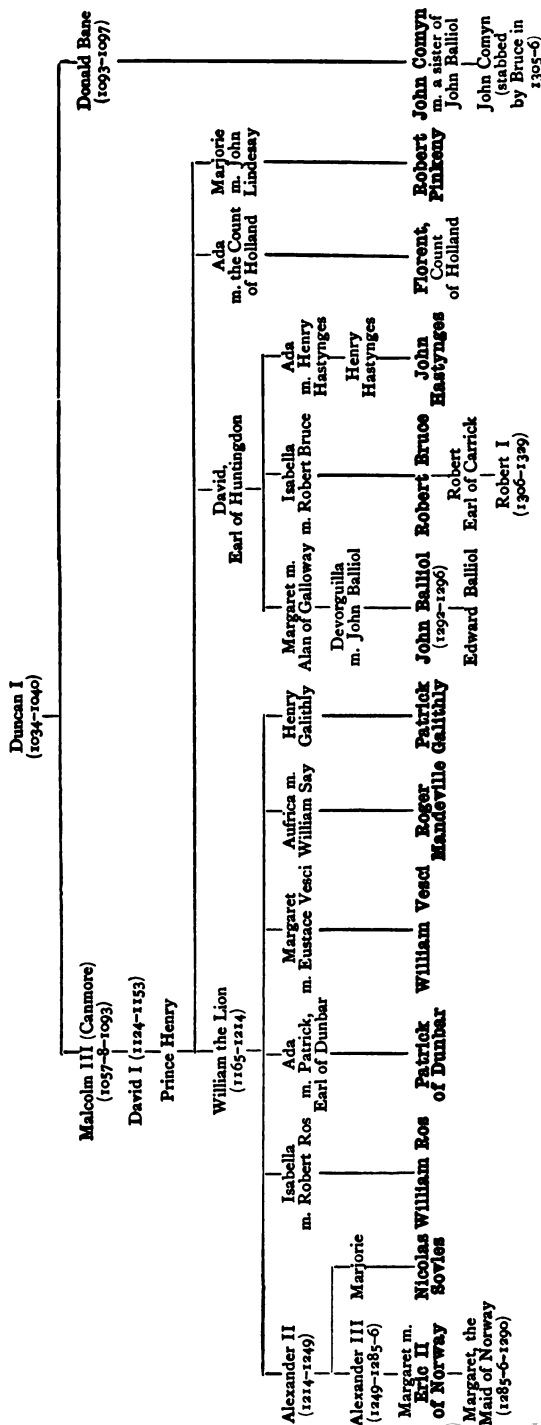 Duncan I
(1034–1040)
Malcolm III (Canmore)
(1057–8–1093)
Donald Bane
(1093–1097)
David I (1124–1153)
Prince Henry
William the Lion
(1165–1214)
David,
Earl of Huntingdon
Ada
m. the Count
of Holland
Marjorie
m. John
Lindesay
Alexander II
(1214–1249)
Isabella
m. Robert Ros
Ada
m. Patrick,
Earl of Dunbar
Margaret
m. Eustace Vesci
Aufrica m.
William Say
Henry
Galithly
Margaret m.
Alan of Galloway
Isabella
m. Robert Bruce
Ada
m. Henry
Hastynges
Alexander III
(1249–1285–6)
Marjorie
Devorguilla
m. John Balliol
Henry
Hastynges
Margaret m.
Eric II
of Norway
Nicolas
Sovles
William Ros
Patrick
of Dunbar
William Vesci
Roger
Mandeville
Patrick
Galithly
John Balliol
(1292–1296)
Robert Bruce
John
Hastynges
Florent,
Count
of Holland
Robert
Pinkeny
John Comyn
m. a sister of
John Balliol
Margaret, the
Maid of Norway
(1285–6–1290)
Edward Balliol
Robert
Earl of Carrick
Robert I
(1306–1329)
John Comyn
(stabbed
by Bruce in
1305–6)